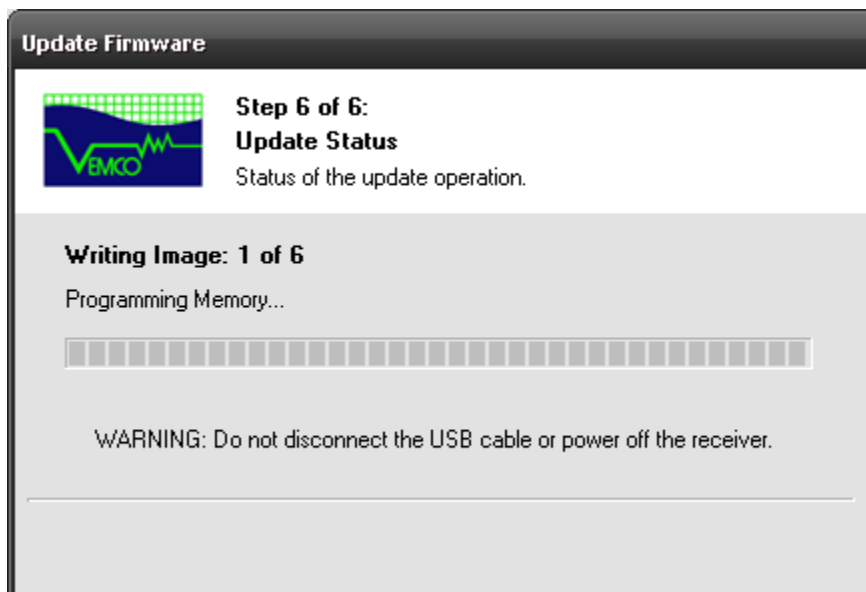 Update Firmware
VEMCO
Step 6 of 6:
Update Status
Status of the update operation.
Writing Image: 1 of 6
Programming Memory...
WARNING: Do not disconnect the USB cable or power off the receiver.